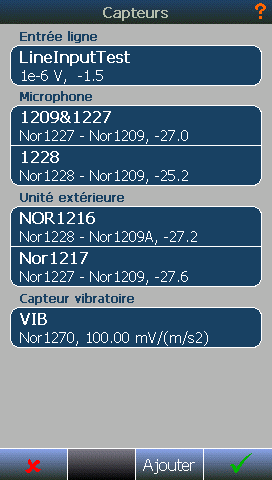 Capteurs ?
Entrée ligne
LineInputTest
1e-6 V, -1.5
Microphone
1209&1227
Nor1227 - Nor1209, -27.0
1228
Nor1228 - Nor1209, -25.2
Unité extérieure
NOR1216
Nor1228 - Nor1209A, -27.2
Nor1217
Nor1227 - Nor1209, -27.6
Capteur vibratoire
VIB
Nor1270, 100.00 mV/(m/s2)
Ajouter